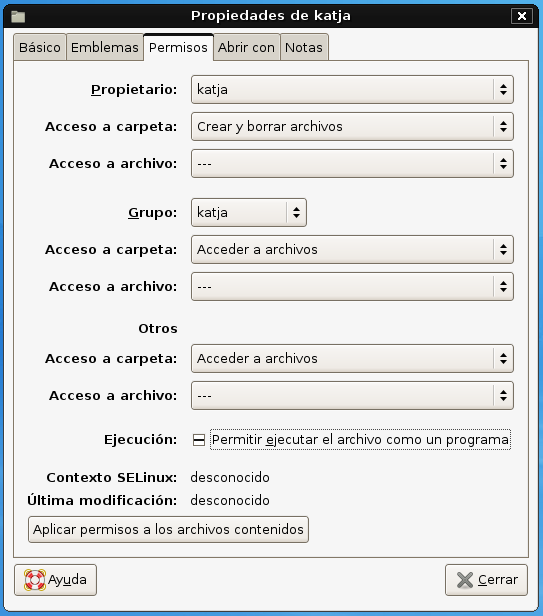 Propiedades de katja
Básico Emblemas Permisos Abrir con Notas
Propietario: katja
Acceso a carpeta: Crear y borrar archivos
Acceso a archivo: ---
Grupo: katja
Acceso a carpeta: Acceder a archivos
Acceso a archivo: ---
Otros
Acceso a carpeta: Acceder a archivos
Acceso a archivo: ---
Ejecución: Permitir ejecutar el archivo como un programa
Contexto SELinux: desconocido
Última modificación: desconocido
Aplicar permisos a los archivos contenidos
Ayuda Cerrar